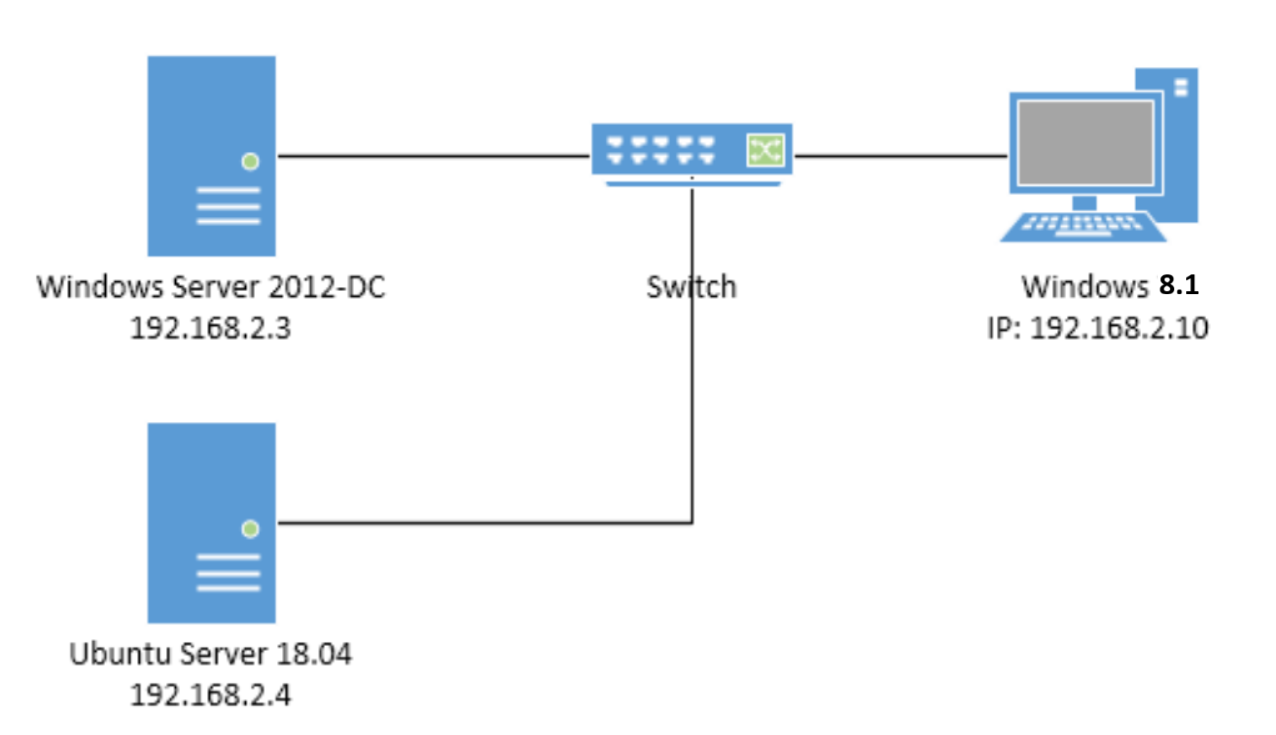 Windows Server 2012-DC
192.168.2.3
Switch
Windows 8.1
IP: 192.168.2.10
Ubuntu Server 18.04
192.168.2.4